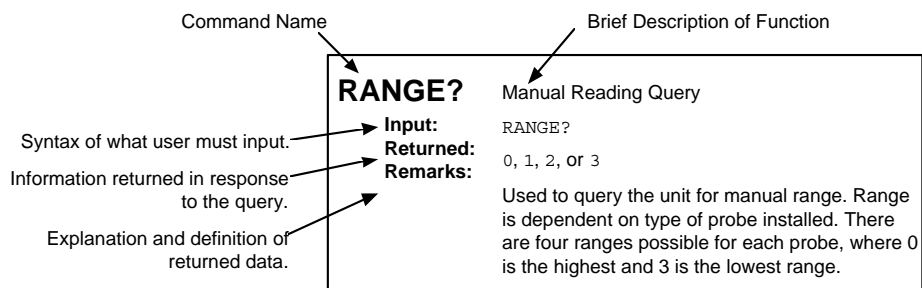 Command Name
Brief Description of Function
RANGE?
Manual Reading Query
Syntax of what user must input.
Input:
RANGE?
Information returned in response
to the query.
Returned:
0, 1, 2, or 3
Explanation and definition of
returned data.
Remarks:
Used to query the unit for manual range. Range
is dependent on type of probe installed. There
are four ranges possible for each probe, where 0
is the highest and 3 is the lowest range.